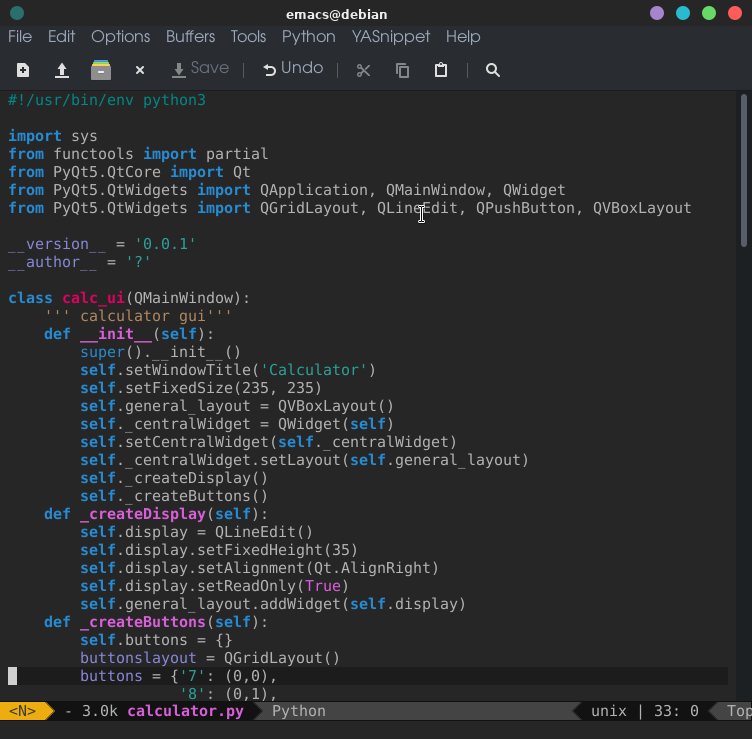 emacs@debian
File Edit Options Buffers Tools Python YASnippet Help
Save Undo
#!/usr/bin/env python3

import sys
from functools import partial
from PyQt5.QtCore import Qt
from PyQt5.QtWidgets import QApplication, QMainWindow, QWidget
from PyQt5.QtWidgets import QGridLayout, QLineEdit, QPushButton, QVBoxLayout

__version__ = '0.0.1'
__author__ = '?'

class calc_ui(QMainWindow):
    ''' calculator gui'''
    def __init__(self):
        super().__init__()
        self.setWindowTitle('Calculator')
        self.setFixedSize(235, 235)
        self.general_layout = QVBoxLayout()
        self._centralWidget = QWidget(self)
        self.setCentralWidget(self._centralWidget)
        self._centralWidget.setLayout(self.general_layout)
        self._createDisplay()
        self._createButtons()
    def _createDisplay(self):
        self.display = QLineEdit()
        self.display.setFixedHeight(35)
        self.display.setAlignment(Qt.AlignRight)
        self.display.setReadOnly(True)
        self.general_layout.addWidget(self.display)
    def _createButtons(self):
        self.buttons = {}
        buttonslayout = QGridLayout()
        buttons = {'7': (0,0),
                   '8': (0,1),
<N> - 3.0k calculator.py Python unix | 33: 0 Top